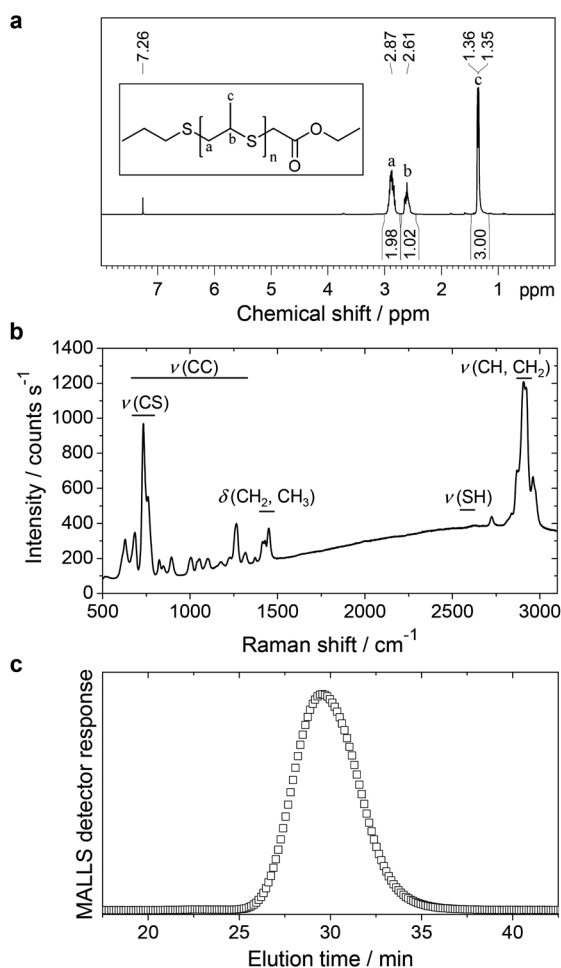 a
7.26
2.87
2.61
1.36
1.35
c
S
a
b
S
n
O
O
c
a
b
1.98
1.02
3.00
7 6 5 4 3 2 1 ppm
Chemical shift / ppm
b
1400
1200
1000
800
600
400
200
0
ν(CC)
ν(CS)
δ(CH₂, CH₃)
ν(SH)
ν(CH, CH₂)
Intensity / counts s⁻¹
500 1000 1500 2000 2500 3000
Raman shift / cm⁻¹
c
MALLS detector response
20 25 30 35 40
Elution time / min